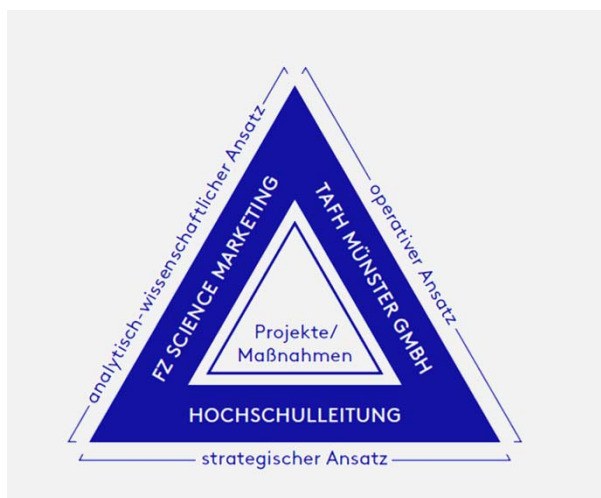 analytisch-wissenschaftlicher Ansatz
FZ SCIENCE MARKETING
TAFH MÜNSTER GMBH
operativer Ansatz
Projekte/
Maßnahmen
HOCHSCHULLEITUNG
strategischer Ansatz